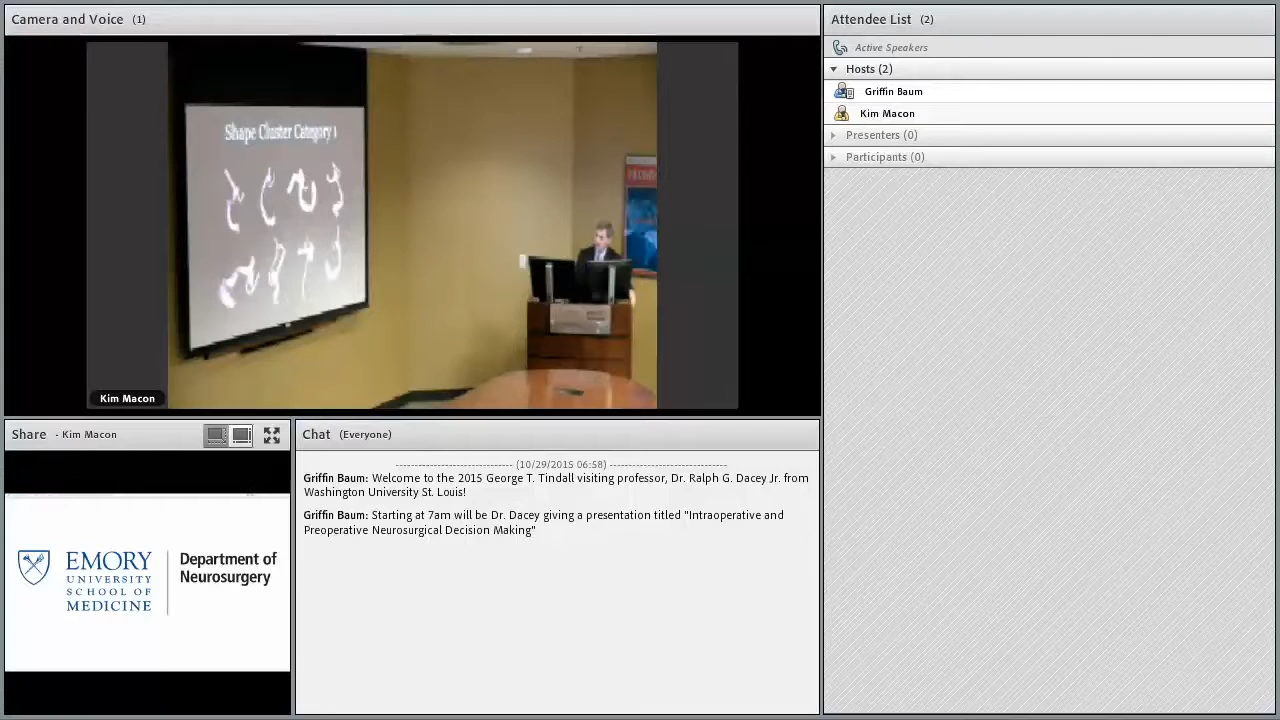 Camera and Voice (1)
Shape Cluster Category 1
Kim Macon
Attendee List (2)
Active Speakers
Hosts (2)
Griffin Baum
Kim Macon
Presenters (0)
Participants (0)
Share - Kim Macon
EMORY
UNIVERSITY
SCHOOL OF
MEDICINE
Department of
Neurosurgery
Chat (Everyone)
------------------------------ (10/29/2015 06:58) ------------------------------
Griffin Baum: Welcome to the 2015 George T. Tindall visiting professor, Dr. Ralph G. Dacey Jr. from
Washington University St. Louis!
Griffin Baum: Starting at 7am will be Dr. Dacey giving a presentation titled "Intraoperative and
Preoperative Neurosurgical Decision Making"